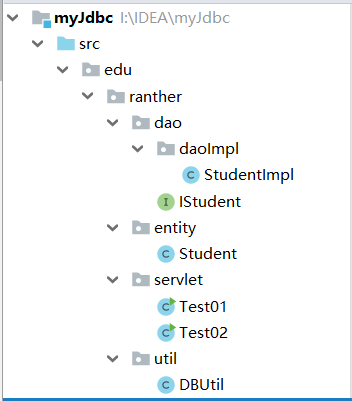 myJdbc I:\IDEA\myJdbc
src
edu
ranther
dao
daoImpl
C StudentImpl
I IStudent
entity
C Student
servlet
C Test01
C Test02
util
C DBUtil